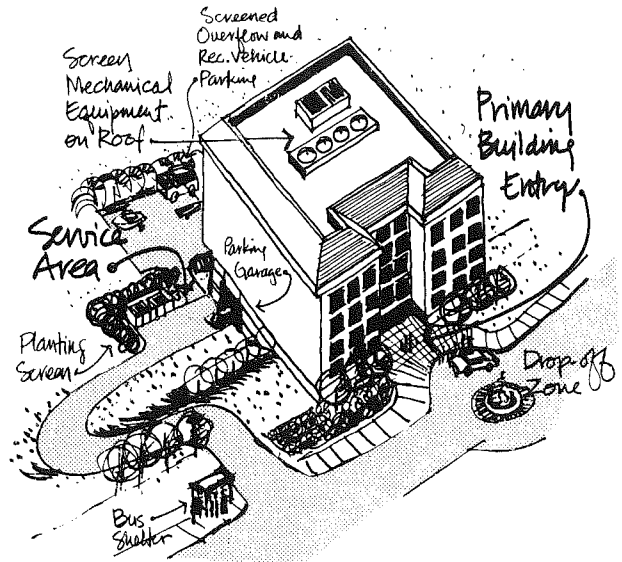 Screened
Overflow and
Rec. Vehicle
Parking
Screen
Mechanical
Equipment
on Roof
Primary
Building
Entry
Service
Area
Parking
Garage
Planting
Screen
Drop-off
Zone
Bus
Shelter